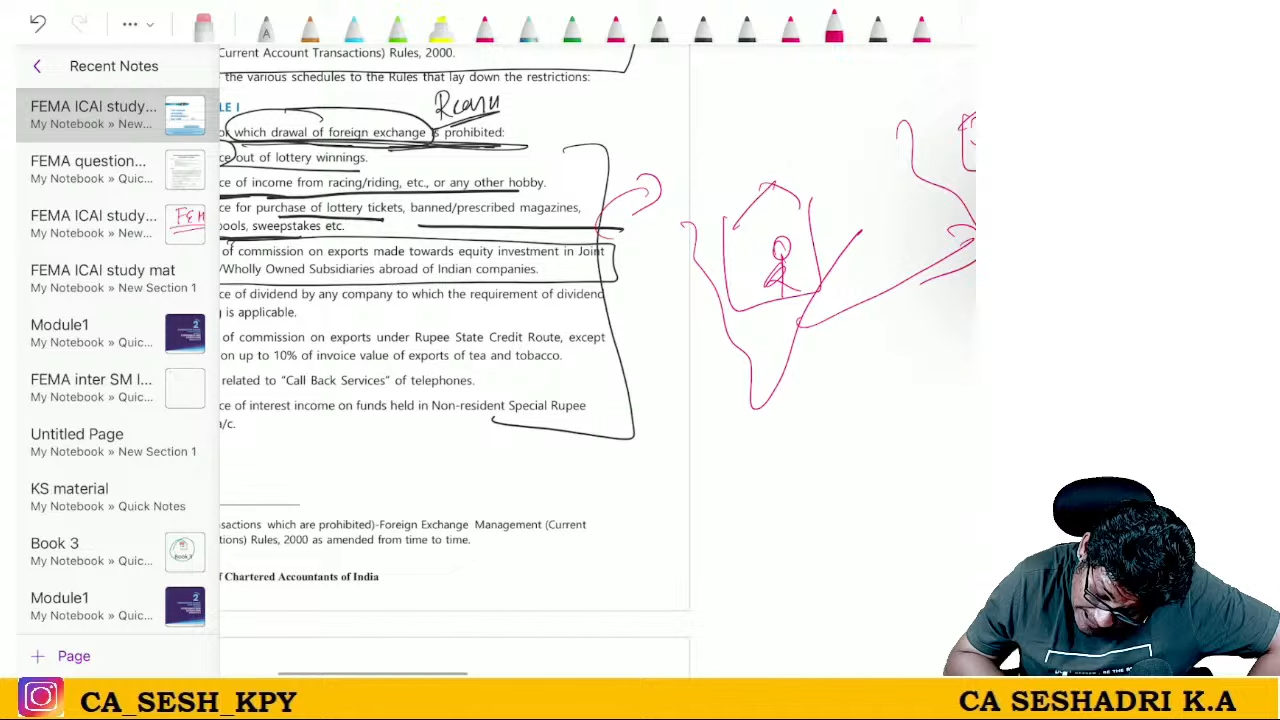 A
Recent Notes
FEMA ICAI study...
My Notebook » New...
FEMA question...
My Notebook » Quic...
FEMA ICAI study...
My Notebook » New...
FEMA ICAI study mat
My Notebook » New Section 1
Module1
My Notebook » Quic...
FEMA inter SM I...
My Notebook » Quic...
Untitled Page
My Notebook » New Section 1
KS material
My Notebook » Quick Notes
Book 3
My Notebook » Quic...
Module1
My Notebook » Quic...
+ Page
Current Account Transactions) Rules, 2000.
the various schedules to the Rules that lay down the restrictions:
LE I
which drawal of foreign exchange is prohibited:
ce out of lottery winnings.
ce of income from racing/riding, etc., or any other hobby.
ce for purchase of lottery tickets, banned/prescribed magazines,
pools, sweepstakes etc.
of commission on exports made towards equity investment in Joint
/Wholly Owned Subsidiaries abroad of Indian companies.
ce of dividend by any company to which the requirement of dividend
g is applicable.
of commission on exports under Rupee State Credit Route, except
on up to 10% of invoice value of exports of tea and tobacco.
related to “Call Back Services” of telephones.
ce of interest income on funds held in Non-resident Special Rupee
/c.
sactions which are prohibited)-Foreign Exchange Management (Current
tions) Rules, 2000 as amended from time to time.
f Chartered Accountants of India
CA_SESH_KPY
CA SESHADRI K.A